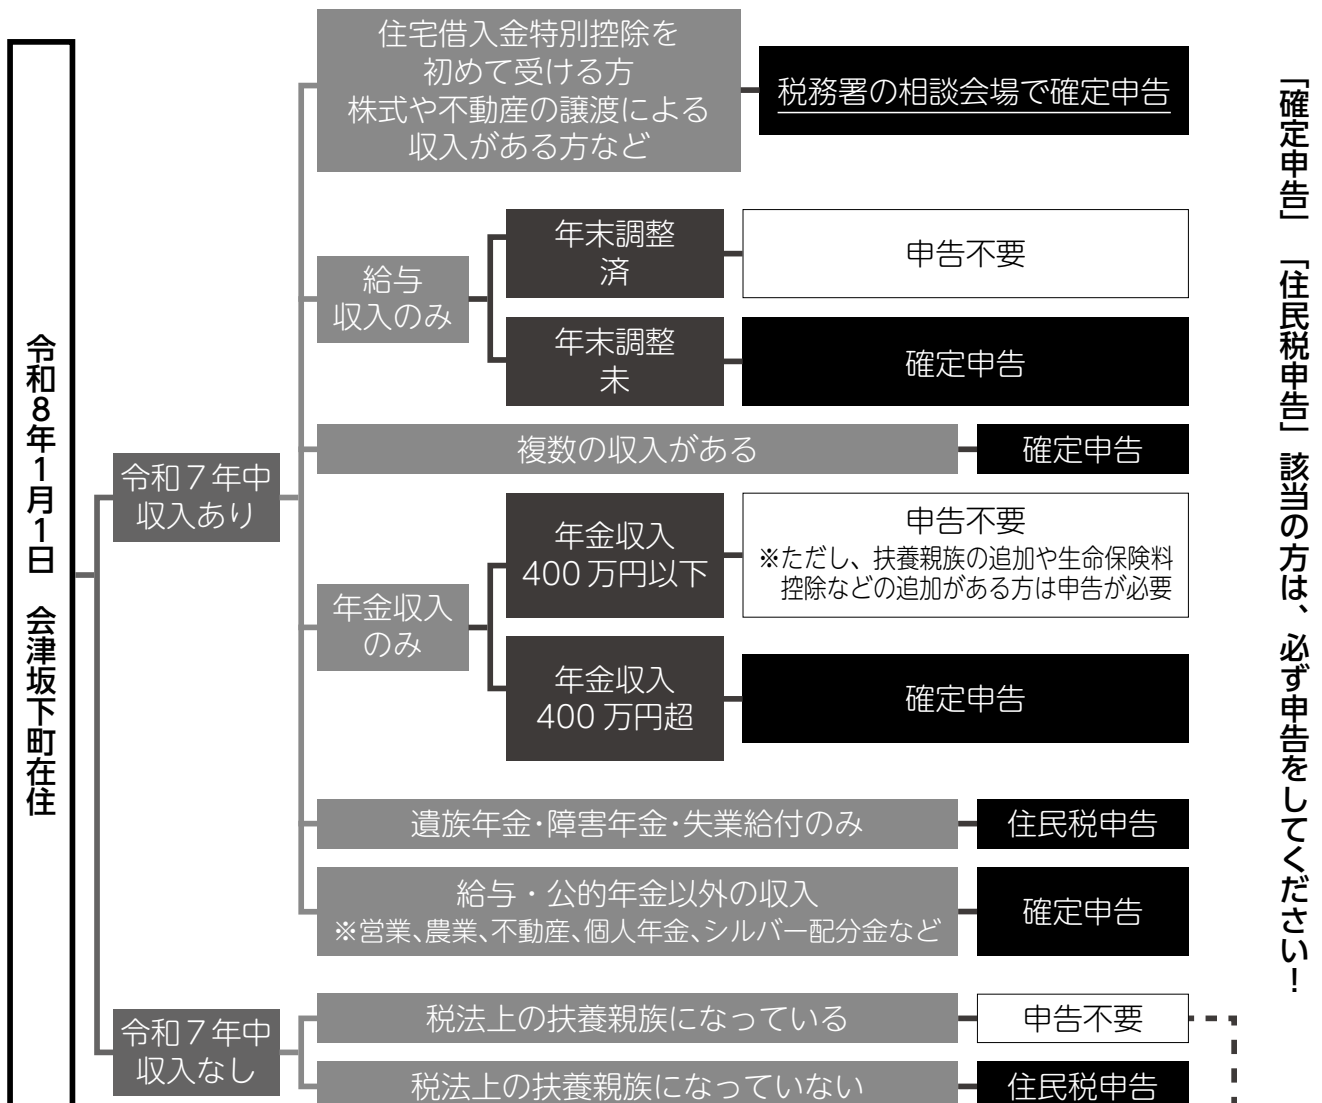 「確定申告」「住民税申告」該当の方は、必ず申告をしてください！
令和8年1月1日　会津坂下町在住
令和７年中
収入あり
住宅借入金特別控除を
初めて受ける方
株式や不動産の譲渡による
収入がある方など
税務署の相談会場で確定申告
給与
収入のみ
年末調整
済
申告不要
年末調整
未
確定申告
複数の収入がある
確定申告
年金収入
のみ
年金収入
400万円以下
申告不要
※ただし、扶養親族の追加や生命保険料
控除などの追加がある方は申告が必要
年金収入
400万円超
確定申告
遺族年金・障害年金・失業給付のみ
住民税申告
給与・公的年金以外の収入
※営業、農業、不動産、個人年金、シルバー配分金など
確定申告
令和７年中
収入なし
税法上の扶養親族になっている
申告不要
税法上の扶養親族になっていない
住民税申告